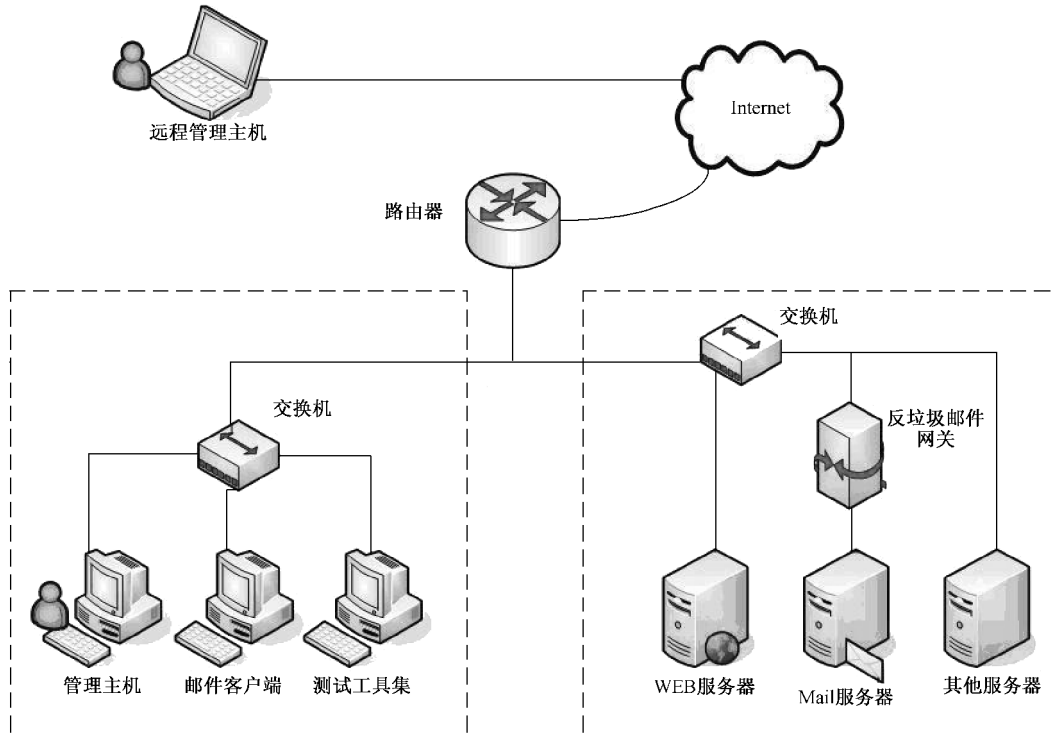 远程管理主机
Internet
路由器
交换机
交换机
反垃圾邮件
网关
管理主机
邮件客户端
测试工具集
WEB服务器
Mail服务器
其他服务器